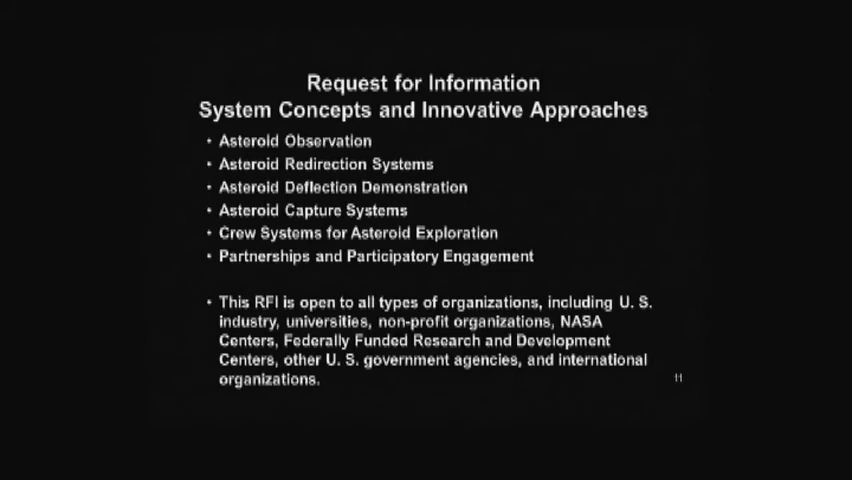 Request for Information
System Concepts and Innovative Approaches
• Asteroid Observation
• Asteroid Redirection Systems
• Asteroid Deflection Demonstration
• Asteroid Capture Systems
• Crew Systems for Asteroid Exploration
• Partnerships and Participatory Engagement
• This RFI is open to all types of organizations, including U. S.
industry, universities, non-profit organizations, NASA
Centers, Federally Funded Research and Development
Centers, other U. S. government agencies, and international
organizations.
11